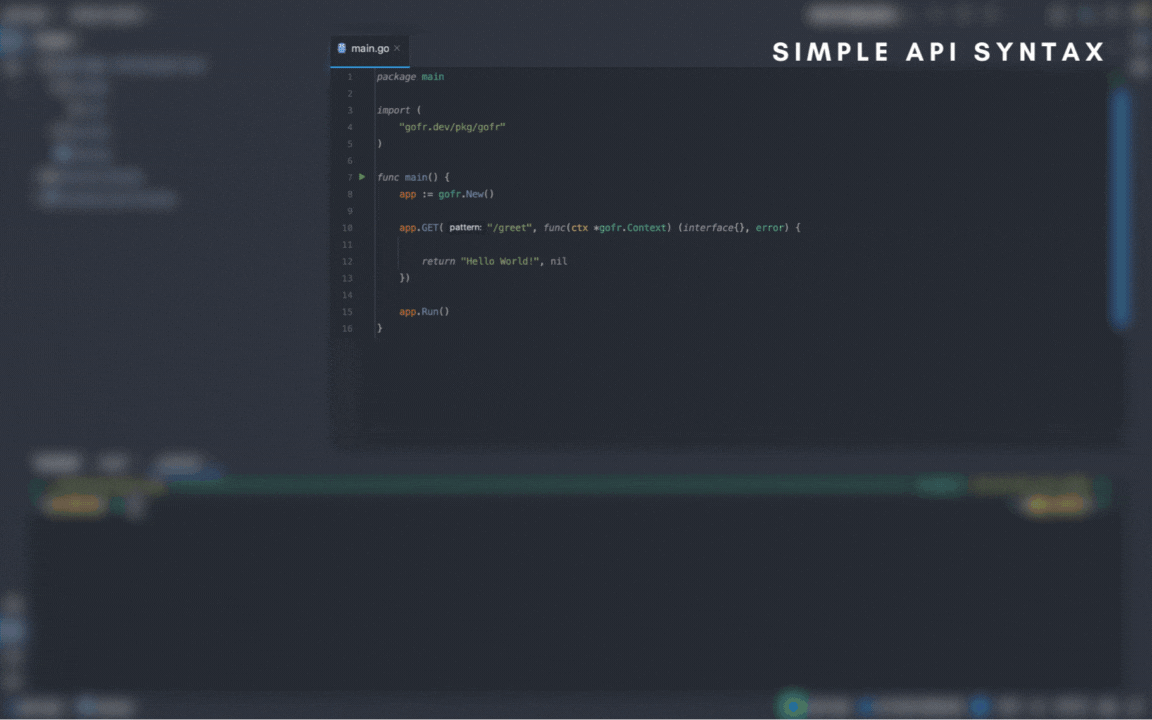 main.go
SIMPLE API SYNTAX
1 package main
2
3 import (
4 "gofr.dev/pkg/gofr"
5 )
6
7 func main() {
8 app := gofr.New()
9
10 app.GET( pattern: "/greet", func(ctx *gofr.Context) (interface{}, error) {
11
12 return "Hello World!", nil
13 })
14
15 app.Run()
16 }